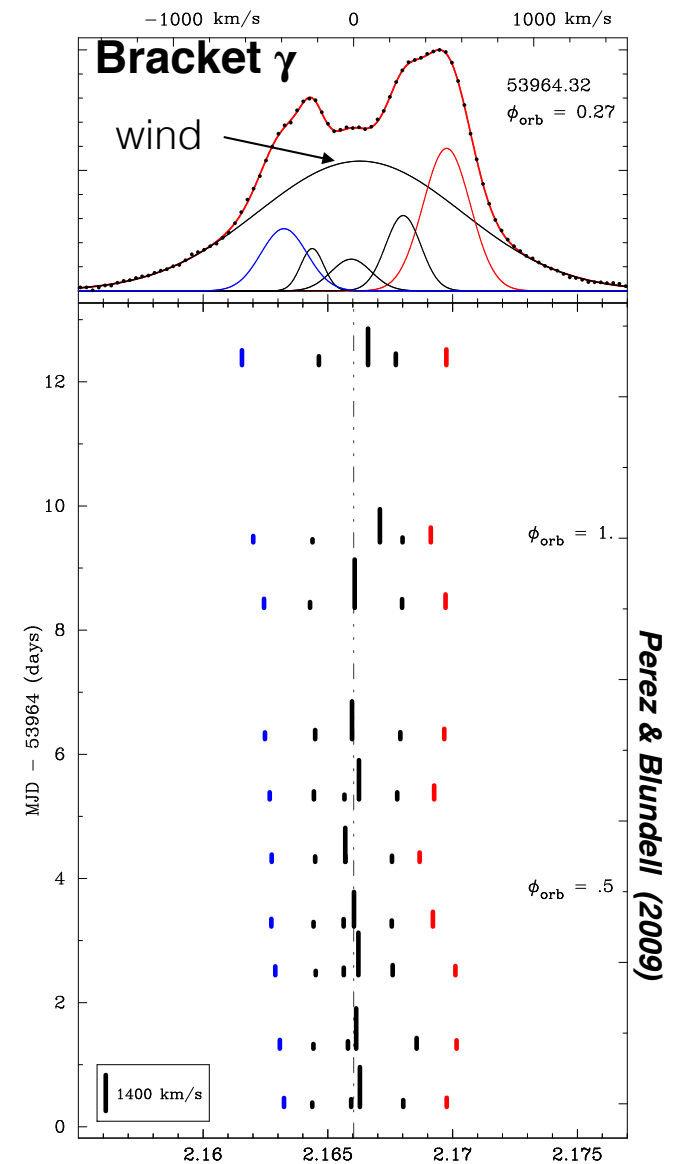 −1000 km/s 0 1000 km/s
Bracket γ
53964.32
ϕorb = 0.27
wind
12
10
ϕorb = 1.
8
MJD − 53964 (days)
6
Perez & Blundell (2009)
4
ϕorb = .5
2
1400 km/s
0
2.16 2.165 2.17 2.175